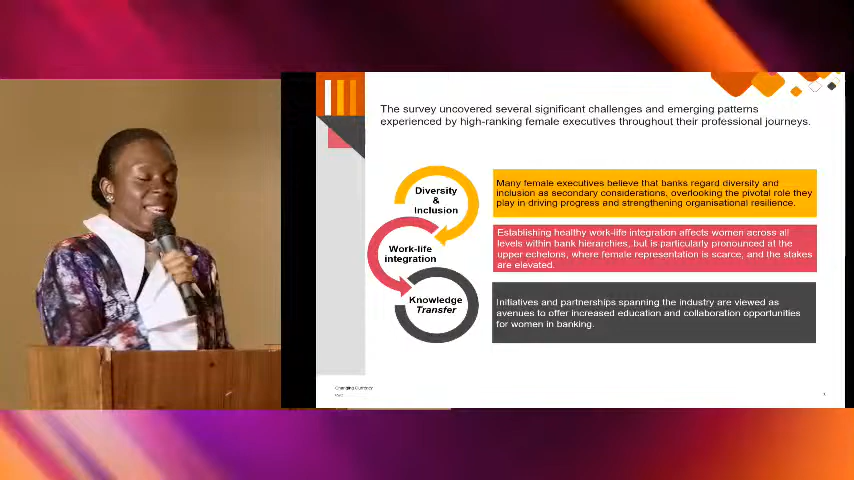 The survey uncovered several significant challenges and emerging patterns
experienced by high-ranking female executives throughout their professional journeys.
Diversity
&
Inclusion
Many female executives believe that banks regard diversity and
inclusion as secondary considerations, overlooking the pivotal role they
play in driving progress and strengthening organisational resilience.
Work-life
integration
Establishing healthy work-life integration affects women across all
levels within bank hierarchies, but is particularly pronounced at the
upper echelons, where female representation is scarce, and the stakes
are elevated.
Knowledge
Transfer
Initiatives and partnerships spanning the industry are viewed as
avenues to offer increased education and collaboration opportunities
for women in banking.
Changing Currency